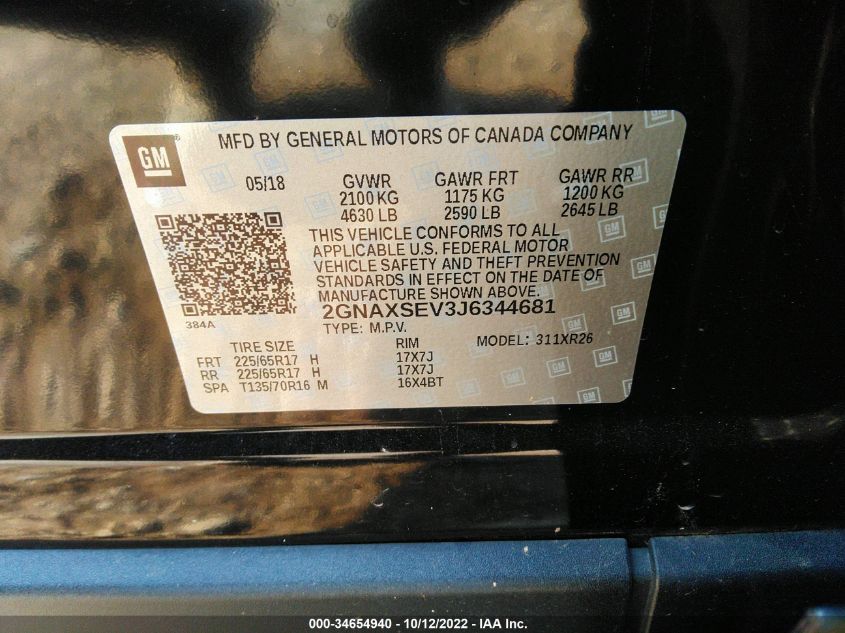 GM
MFD BY GENERAL MOTORS OF CANADA COMPANY
05/18 GVWR GAWR FRT GAWR RR
2100 KG 1175 KG 1200 KG
4630 LB 2590 LB 2645 LB
THIS VEHICLE CONFORMS TO ALL
APPLICABLE U.S. FEDERAL MOTOR
VEHICLE SAFETY AND THEFT PREVENTION
STANDARDS IN EFFECT ON THE DATE OF
MANUFACTURE SHOWN ABOVE.
384A
2GNAXSEV3J6344681
TYPE: M.P.V. MODEL: 311XR26
TIRE SIZE RIM
FRT 225/65R17 H 17X7J
RR 225/65R17 H 17X7J
SPA T135/70R16 M 16X4BT
000-34654940 - 10/12/2022 - IAA Inc.